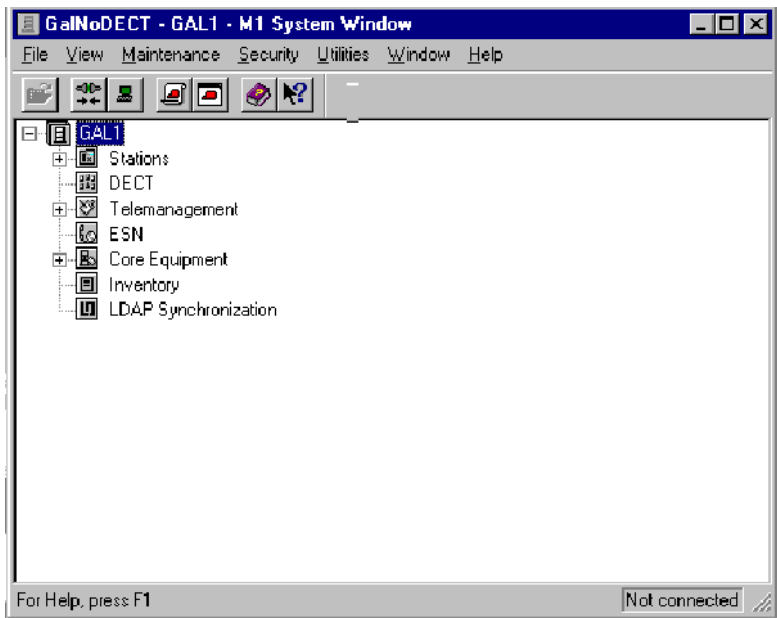 GalNoDECT - GAL1 - M1 System Window
File View Maintenance Security Utilities Window Help
GAL1
Stations
DECT
Telemanagement
ESN
Core Equipment
Inventory
LDAP Synchronization
For Help, press F1 Not connected